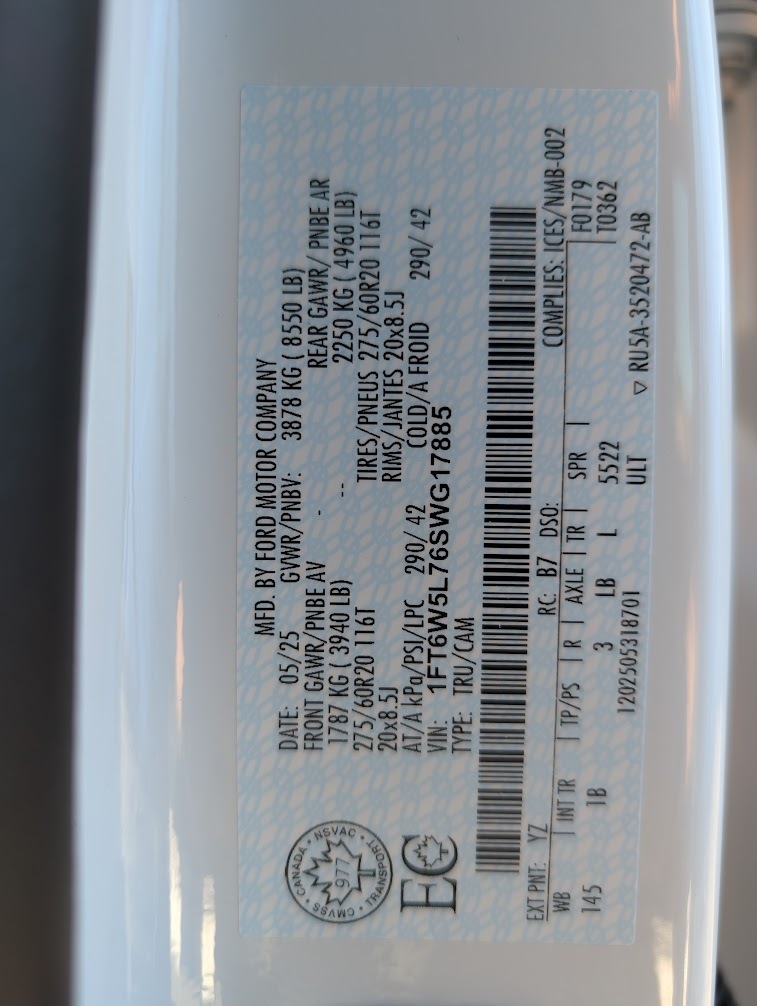 MFD. BY FORD MOTOR COMPANY
DATE: 05/25 GVWR/PNBV: 3878 KG ( 8550 LB)
FRONT GAWR/PNBE AV - REAR GAWR/ PNBE AR
1787 KG ( 3940 LB) -- 2250 KG ( 4960 LB)
275/60R20 116T TIRES/PNEUS 275/60R20 116T
20x8.5J RIMS/JANTES 20x8.5J
AT/A kPa/PSI/LPC 290/ 42 COLD/A FROID 290/ 42
VIN: 1FT6W5L76SWG17885
TYPE: TRU/CAM
CANADA • NSVAC • TRANSPORT • CMVSS •
977
EC
COMPLIES: ICES/NMB-002
EXT PNT: YZ RC: B7 DSO: F0179
WB INT TR TP/PS R AXLE TR SPR T0362
145 1B 3 LB L 5522
1202505318701 ULT ▽ RU5A-3520472-AB